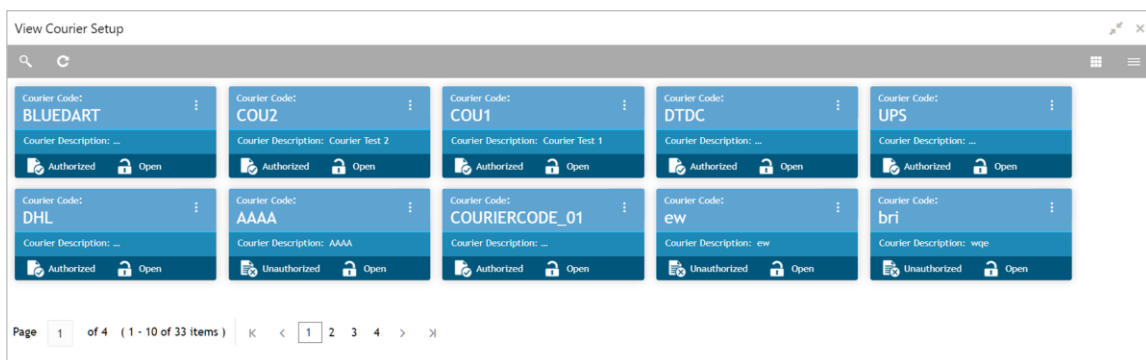 View Courier Setup
Courier Code:
BLUEDART
Courier Description: ...
Authorized Open
Courier Code:
COU2
Courier Description: Courier Test 2
Authorized Open
Courier Code:
COU1
Courier Description: Courier Test 1
Authorized Open
Courier Code:
DTDC
Courier Description: ...
Authorized Open
Courier Code:
UPS
Courier Description: ...
Authorized Open
Courier Code:
DHL
Courier Description: ...
Authorized Open
Courier Code:
AAAA
Courier Description: AAAA
Unauthorized Open
Courier Code:
COURIERCODE_01
Courier Description: ...
Authorized Open
Courier Code:
ew
Courier Description: ew
Unauthorized Open
Courier Code:
bri
Courier Description: wqe
Unauthorized Open
Page 1 of 4 ( 1 - 10 of 33 items ) 1 2 3 4